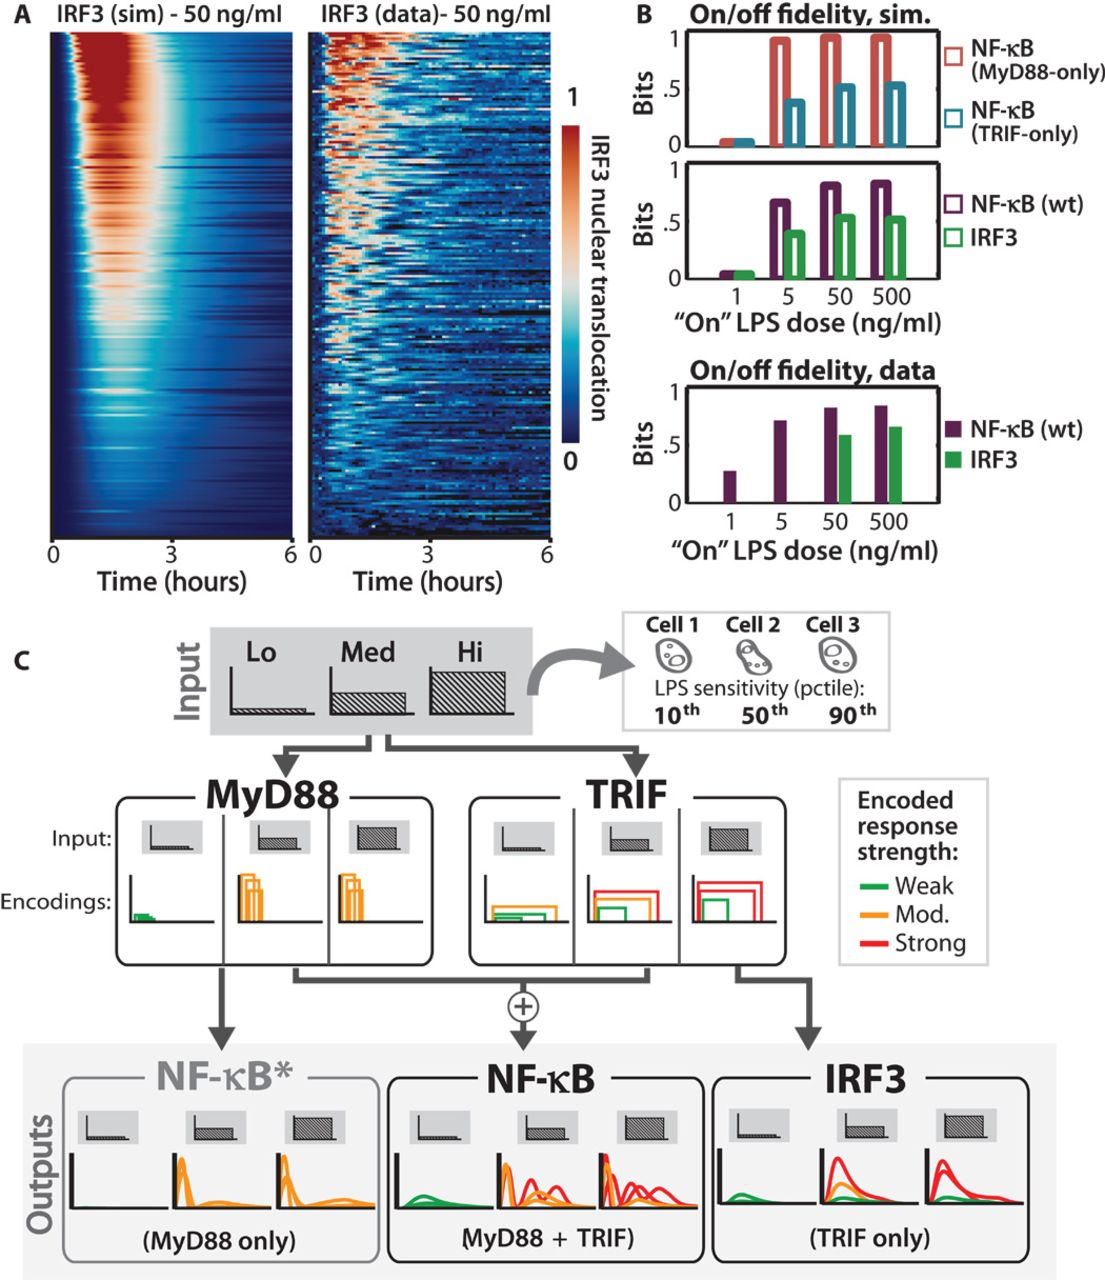 A
IRF3 (sim) - 50 ng/ml
IRF3 (data)- 50 ng/ml
1
IRF3 nuclear translocation
0
0
3
6
0
3
6
Time (hours)
Time (hours)
B
On/off fidelity, sim.
1
.5
0
Bits
NF-κB
(MyD88-only)
NF-κB
(TRIF-only)
1
.5
0
Bits
NF-κB (wt)
IRF3
1
5
50
500
“On” LPS dose (ng/ml)
On/off fidelity, data
1
.5
0
Bits
NF-κB (wt)
IRF3
1
5
50
500
“On” LPS dose (ng/ml)
C
Input
Lo
Med
Hi
Cell 1
Cell 2
Cell 3
LPS sensitivity (pctile):
10th
50th
90th
MyD88
TRIF
Input:
Encodings:
Encoded
response
strength:
Weak
Mod.
Strong
+
Outputs
NF-κB*
NF-κB
IRF3
(MyD88 only)
(MyD88 + TRIF)
(TRIF only)